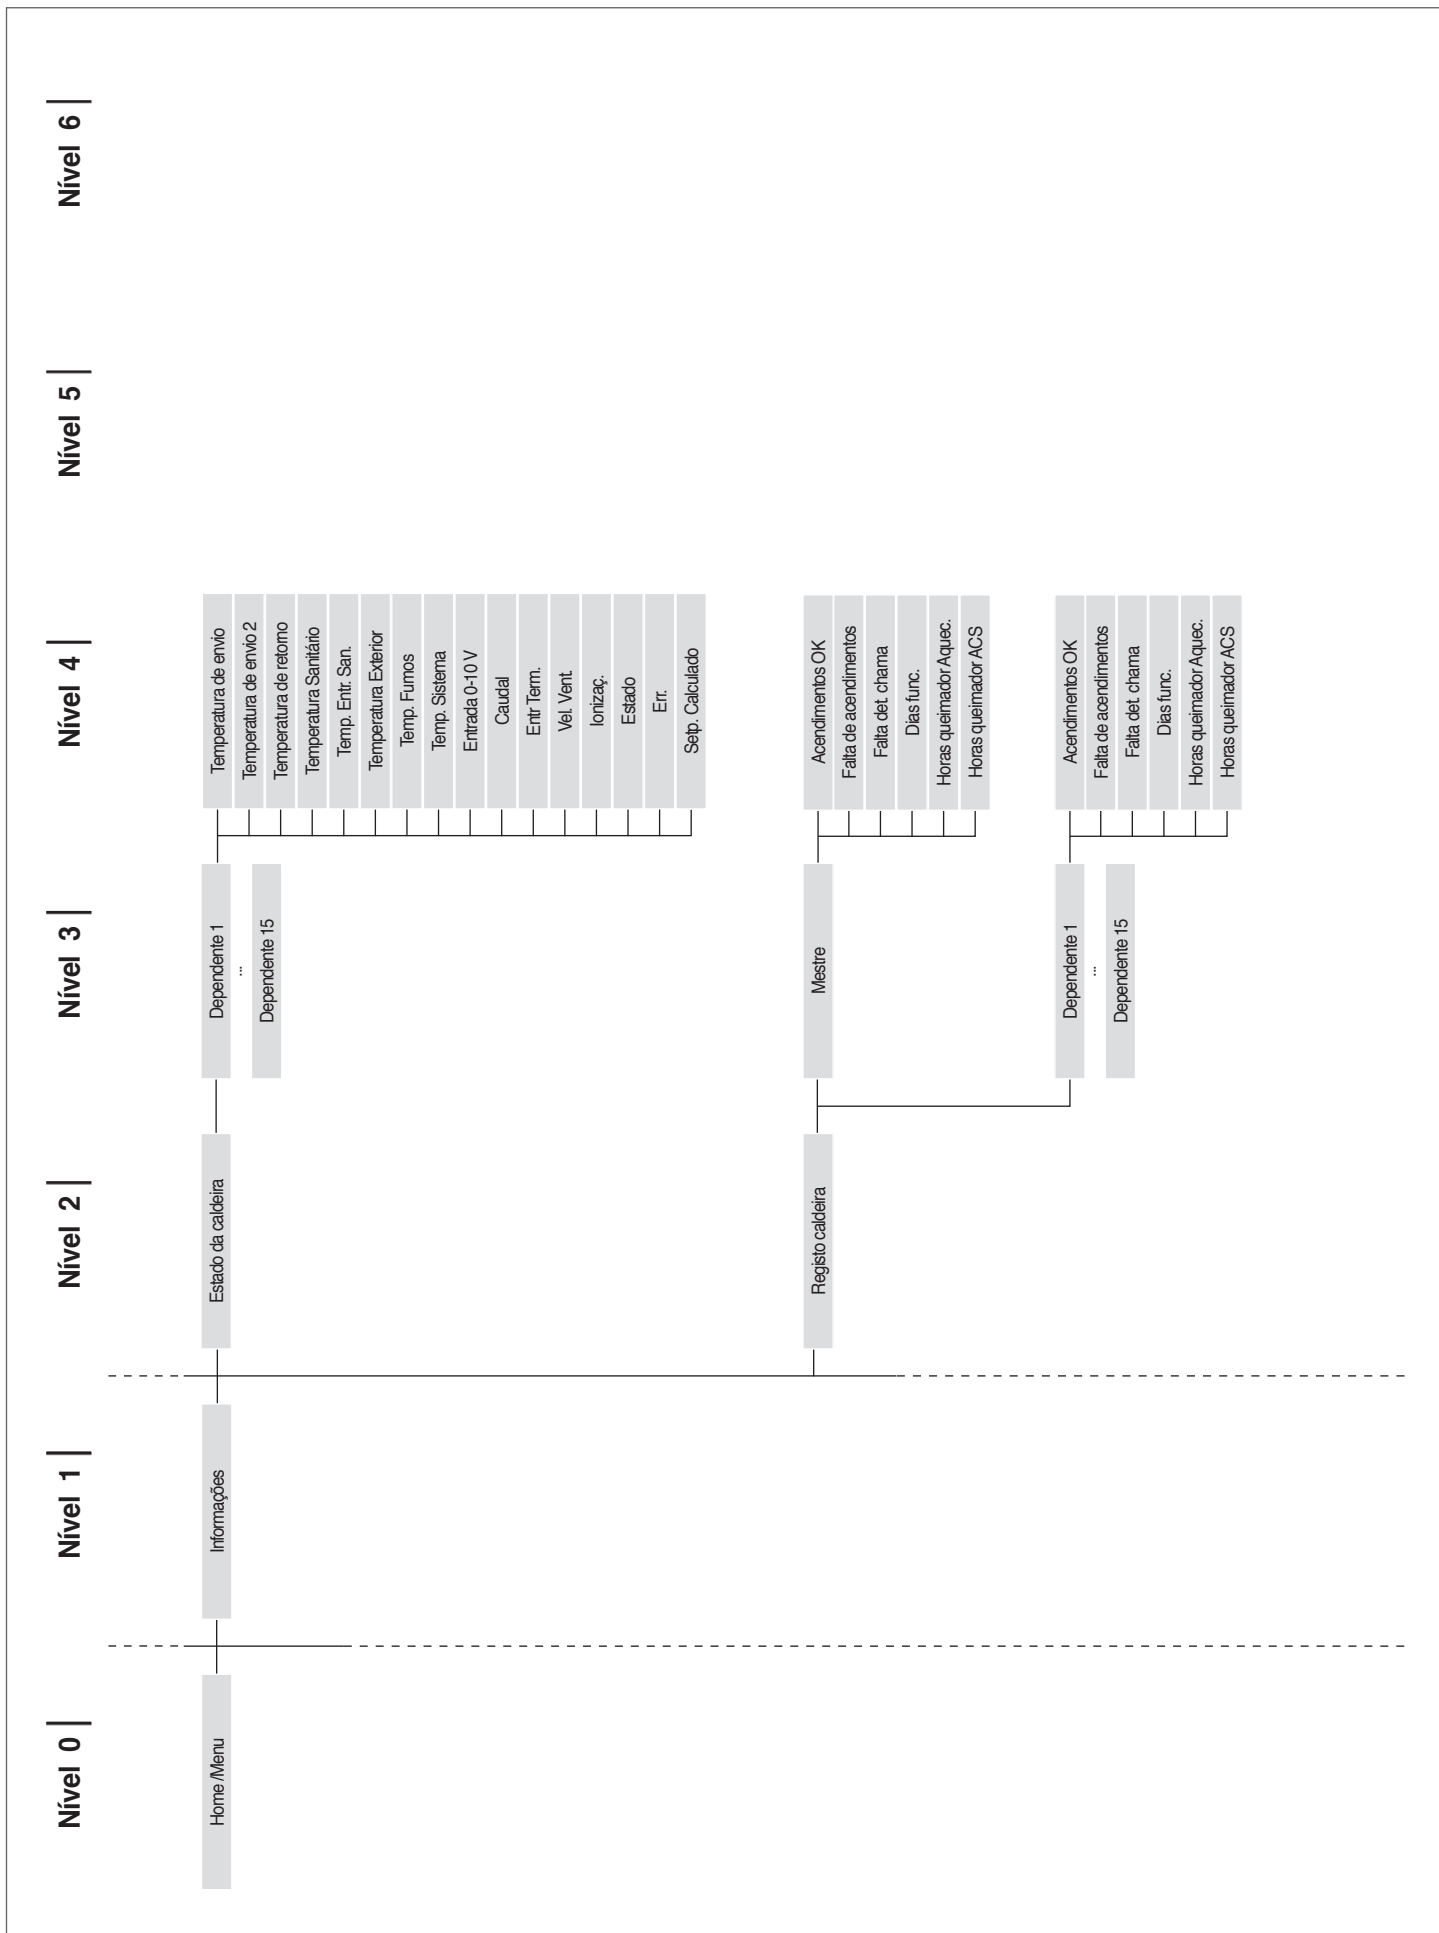 Nível 0
Nível 1
Nível 2
Nível 3
Nível 4
Nível 5
Nível 6
Home /Menu
Informações
Estado da caldeira
Dependente 1
...
Dependente 15
Temperatura de envio
Temperatura de envio 2
Temperatura de retorno
Temperatura Sanitário
Temp. Entr. San.
Temperatura Exterior
Temp. Fumos
Temp. Sistema
Entrada 0-10 V
Caudal
Entr Term.
Vel. Vent.
Ionizaç.
Estado
Err.
Setp. Calculado
Registo caldeira
Mestre
Acendimentos OK
Falta de acendimentos
Falta det. chama
Dias func.
Horas queimador Aquec.
Horas queimador ACS
Dependente 1
...
Dependente 15
Acendimentos OK
Falta de acendimentos
Falta det. chama
Dias func.
Horas queimador Aquec.
Horas queimador ACS